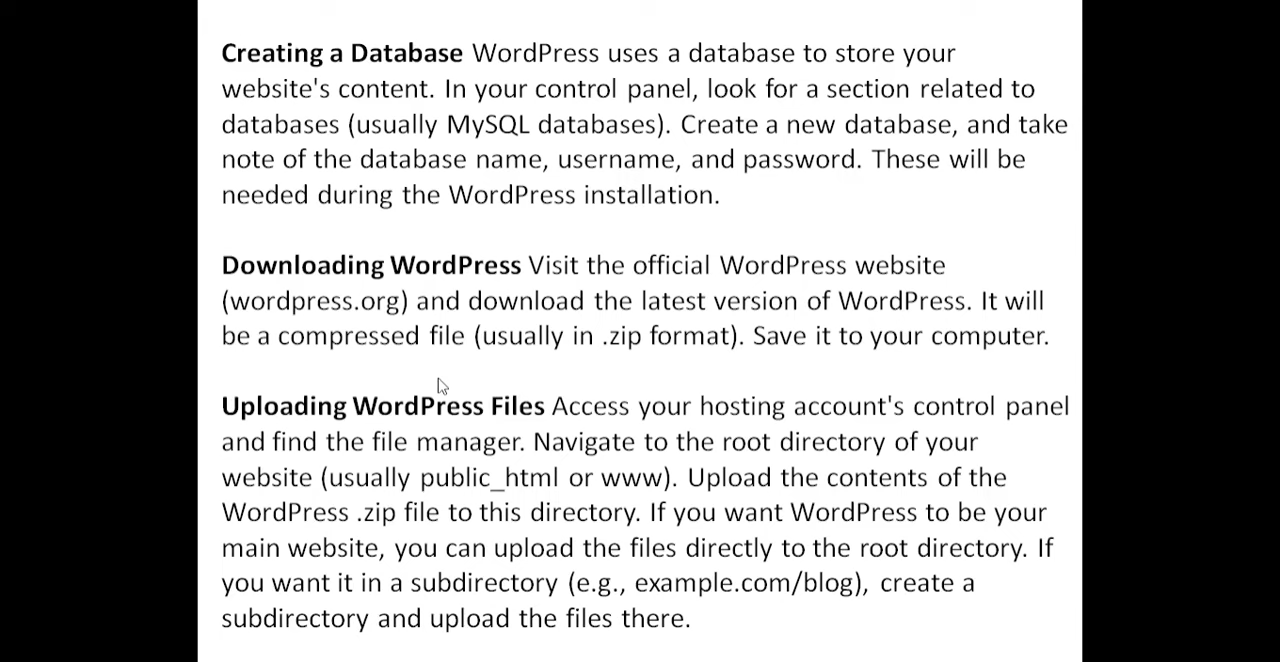 Creating a Database WordPress uses a database to store your
website's content. In your control panel, look for a section related to
databases (usually MySQL databases). Create a new database, and take
note of the database name, username, and password. These will be
needed during the WordPress installation.
Downloading WordPress Visit the official WordPress website
(wordpress.org) and download the latest version of WordPress. It will
be a compressed file (usually in .zip format). Save it to your computer.
Uploading WordPress Files Access your hosting account's control panel
and find the file manager. Navigate to the root directory of your
website (usually public_html or www). Upload the contents of the
WordPress .zip file to this directory. If you want WordPress to be your
main website, you can upload the files directly to the root directory. If
you want it in a subdirectory (e.g., example.com/blog), create a
subdirectory and upload the files there.